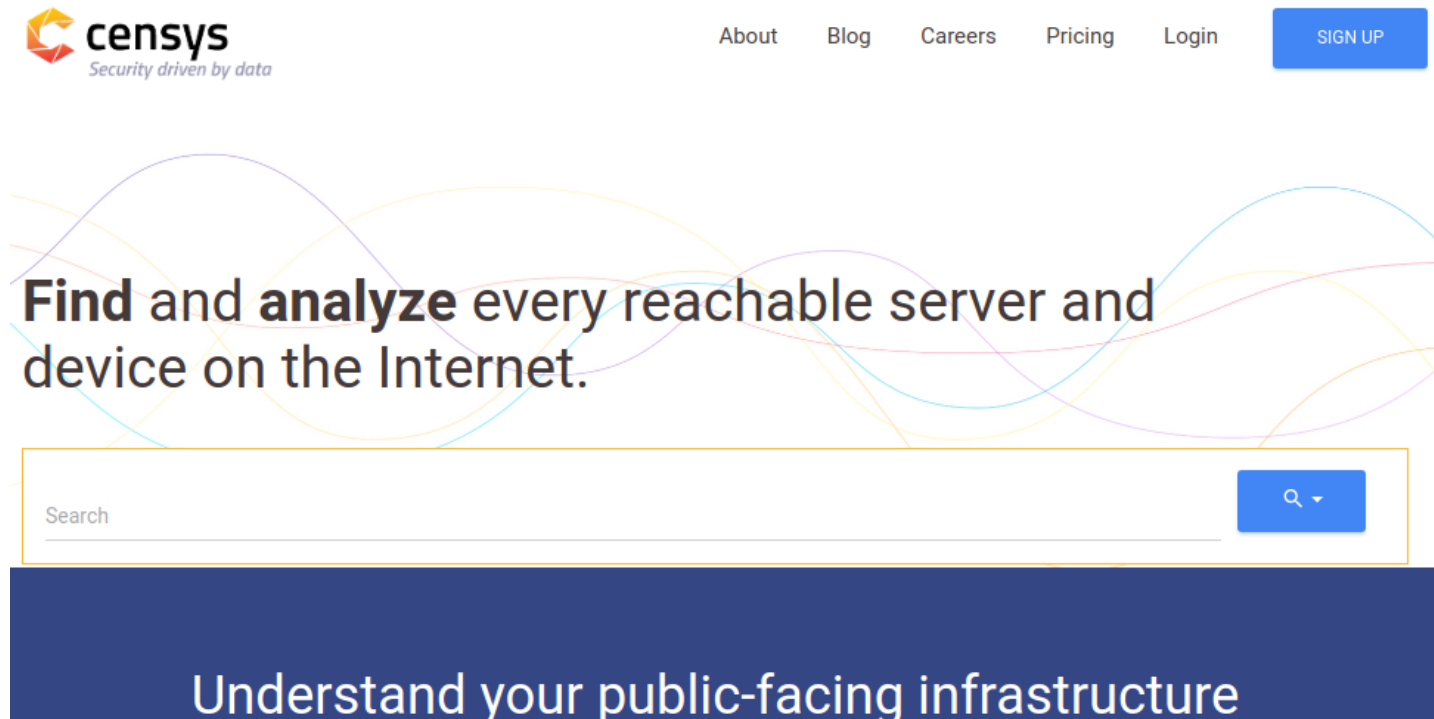 censys
Security driven by data
About Blog Careers Pricing Login SIGN UP
Find and analyze every reachable server and
device on the Internet.
Search
Understand your public-facing infrastructure